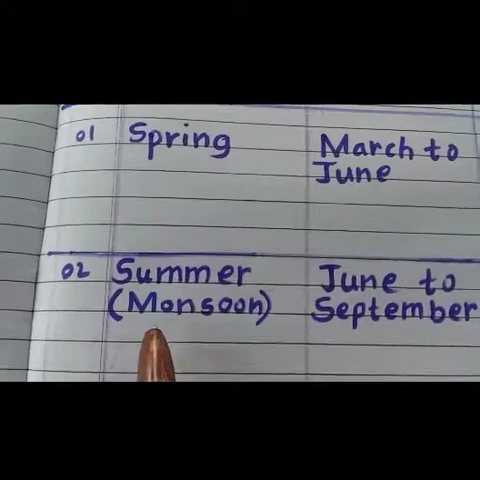 01 Spring March to
June
02 Summer June to
(Monsoon) September